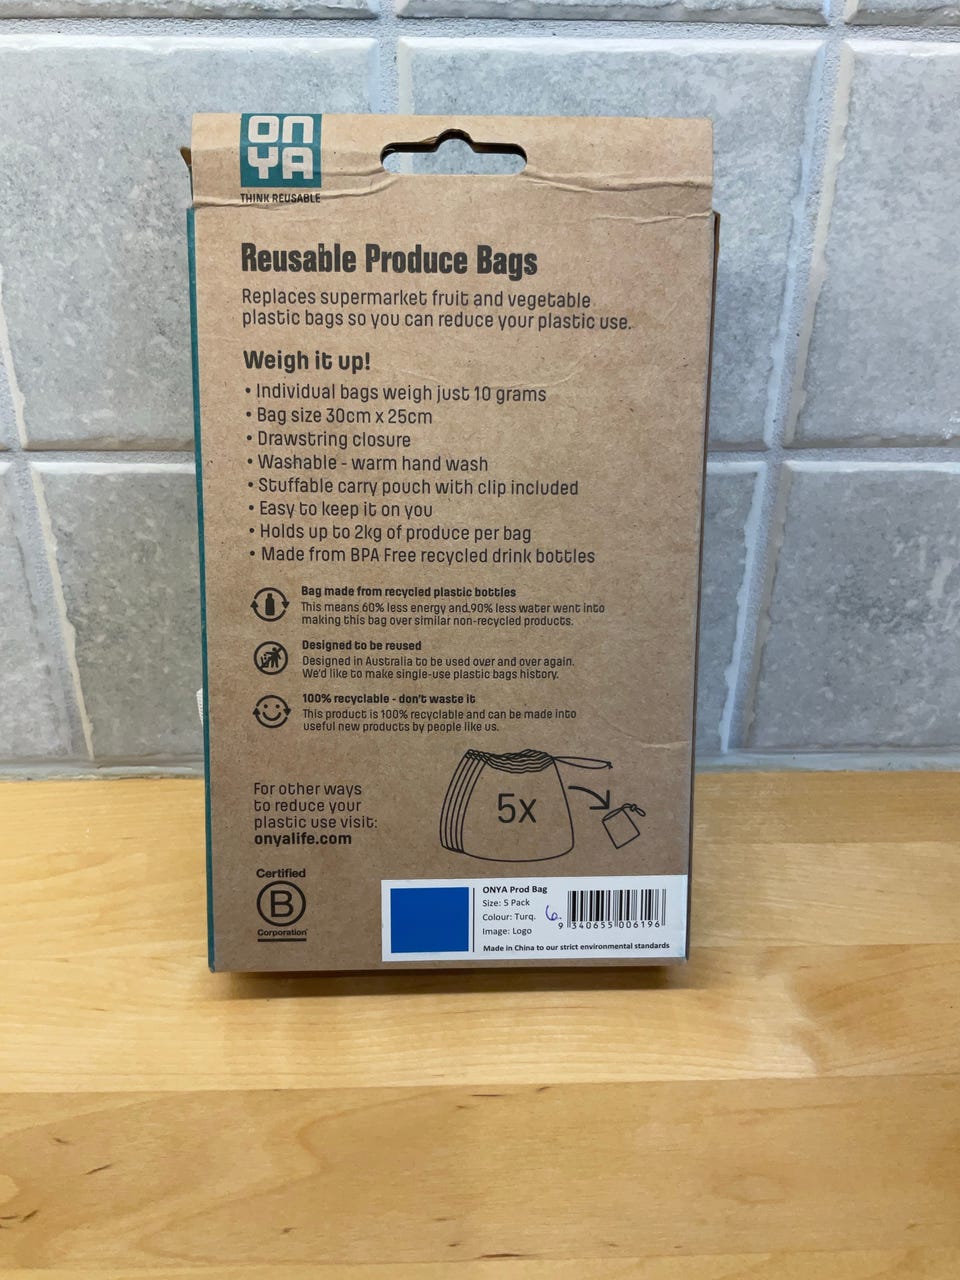 ON
YA
THINK REUSABLE
Reusable Produce Bags
Replaces supermarket fruit and vegetable
plastic bags so you can reduce your plastic use.
Weigh it up!
• Individual bags weigh just 10 grams
• Bag size 30cm x 25cm
• Drawstring closure
• Washable - warm hand wash
• Stuffable carry pouch with clip included
• Easy to keep it on you
• Holds up to 2kg of produce per bag
• Made from BPA Free recycled drink bottles
Bag made from recycled plastic bottles
This means 60% less energy and 90% less water went into
making this bag over similar non-recycled products.
Designed to be reused
Designed in Australia to be used over and over again.
We'd like to make single-use plastic bags history.
100% recyclable - don't waste it
This product is 100% recyclable and can be made into
useful new products by people like us.
5x
For other ways
to reduce your
plastic use visit:
onyalife.com
Certified
B
Corporation
ONYA Prod Bag
Size: 5 Pack
Colour: Turq.
Image: Logo
6.
9 340655 006196
Made in China to our strict environmental standards